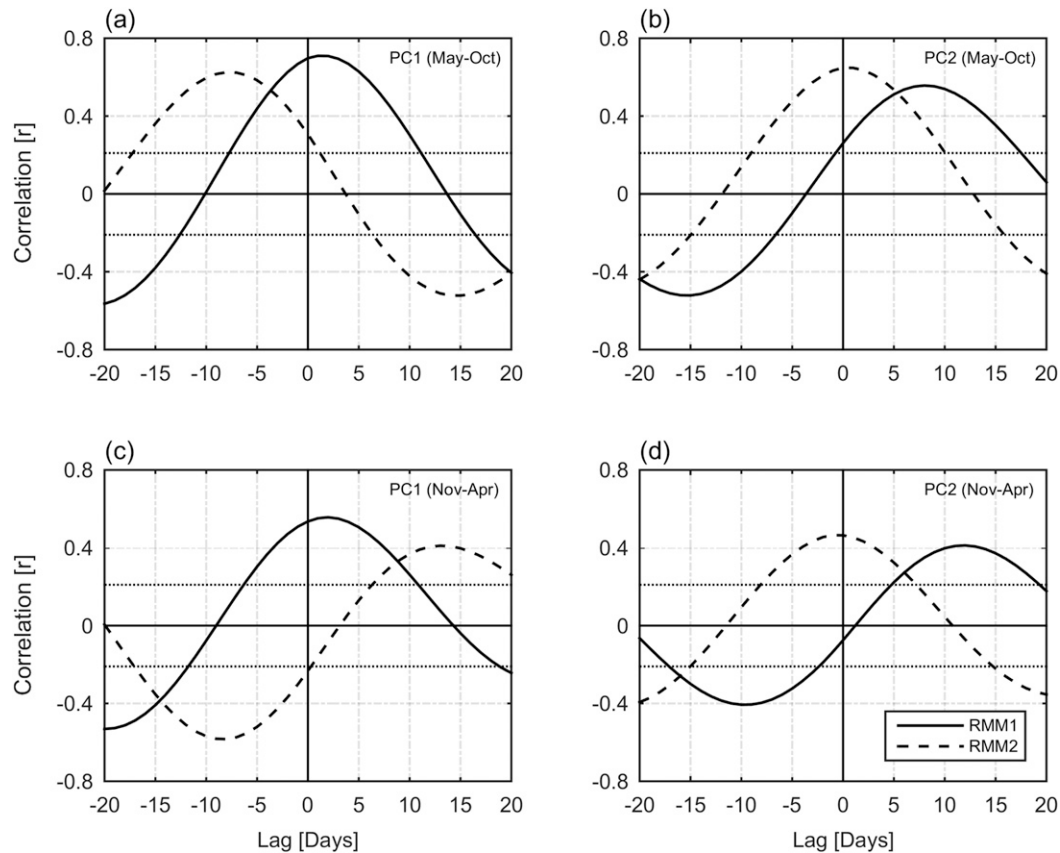 (a)
PC1 (May-Oct)
0.8
0.4
0
-0.4
-0.8
Correlation [r]
-20 -15 -10 -5 0 5 10 15 20
(b)
PC2 (May-Oct)
0.8
0.4
0
-0.4
-0.8
-20 -15 -10 -5 0 5 10 15 20
(c)
PC1 (Nov-Apr)
0.8
0.4
0
-0.4
-0.8
Correlation [r]
-20 -15 -10 -5 0 5 10 15 20
Lag [Days]
(d)
PC2 (Nov-Apr)
0.8
0.4
0
-0.4
-0.8
RMM1
RMM2
-20 -15 -10 -5 0 5 10 15 20
Lag [Days]